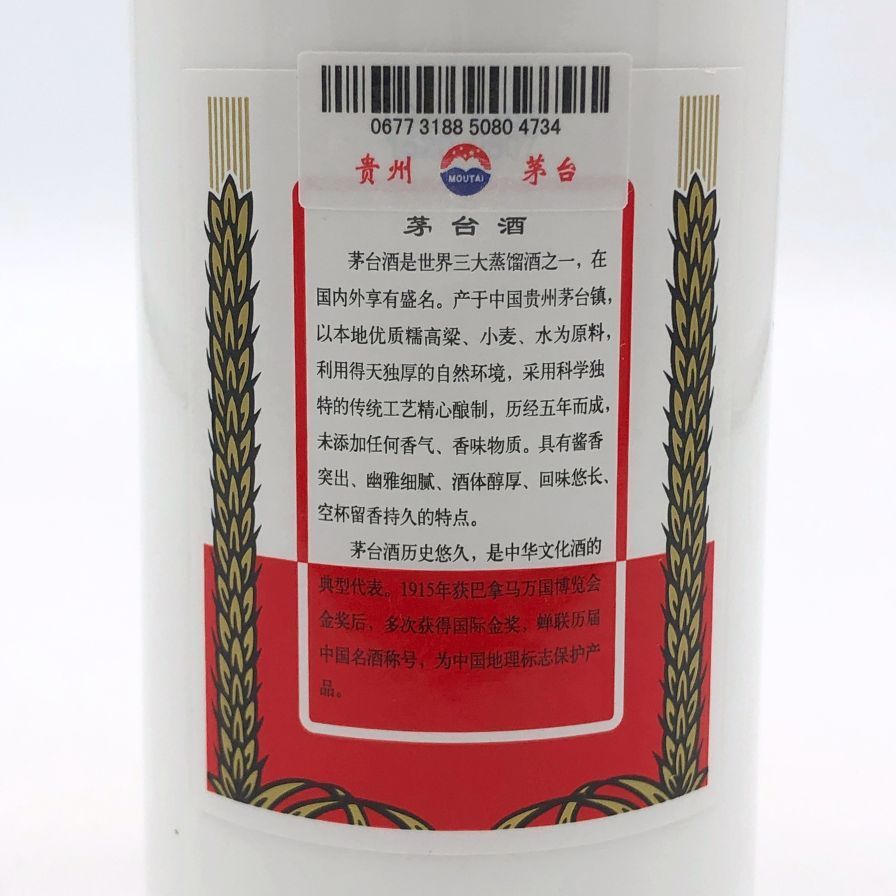 0677 3188 5080 4734
贵州 MOUTAI 茅台
茅台酒
茅台酒是世界三大蒸馏酒之一，在
国内外享有盛名。产于中国贵州茅台镇，
以本地优质糯高粱、小麦、水为原料，
利用得天独厚的自然环境，采用科学独
特的传统工艺精心酿制，历经五年而成，
未添加任何香气、香味物质。具有酱香
突出、幽雅细腻、酒体醇厚、回味悠长、
空杯留香持久的特点。
茅台酒历史悠久，是中华文化酒的
典型代表。1915年获巴拿马万国博览会
金奖后，多次获得国际金奖，蝉联历届
中国名酒称号，为中国地理标志保护产
品。